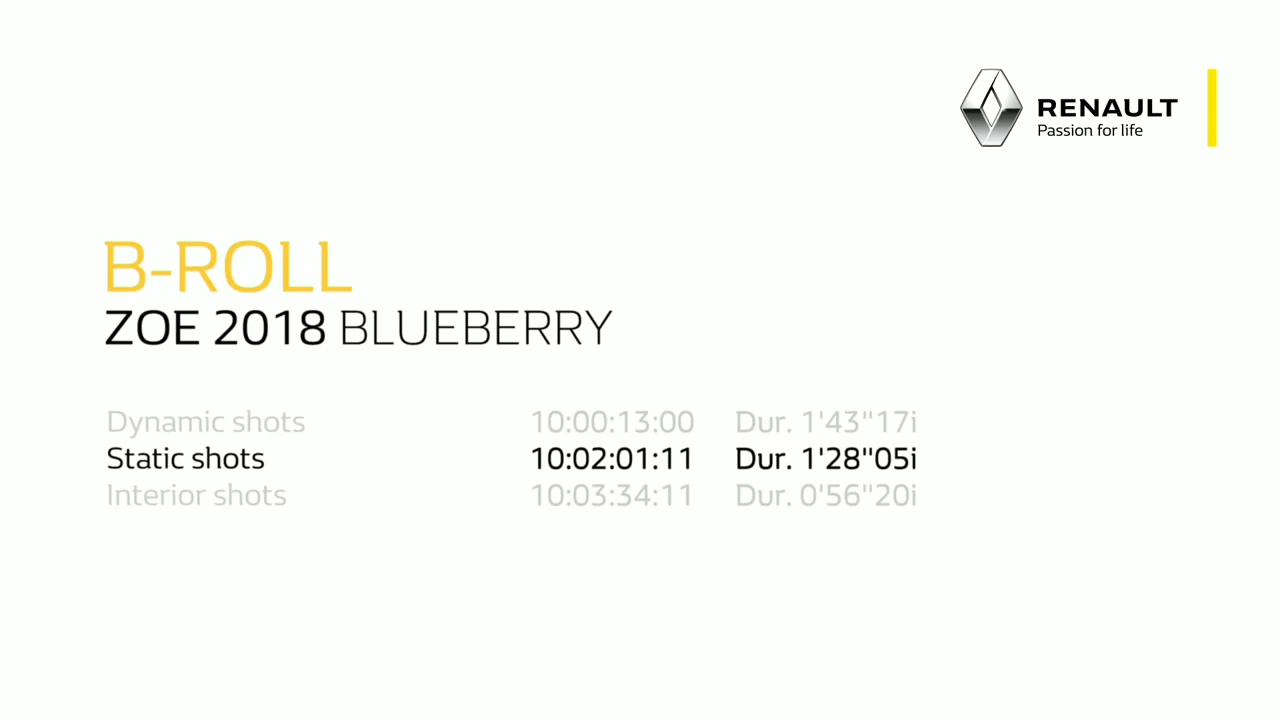 RENAULT
Passion for life
B-ROLL
ZOE 2018 BLUEBERRY
Dynamic shots 10:00:13:00 Dur. 1'43"17i
Static shots 10:02:01:11 Dur. 1'28"05i
Interior shots 10:03:34:11 Dur. 0'56"20i